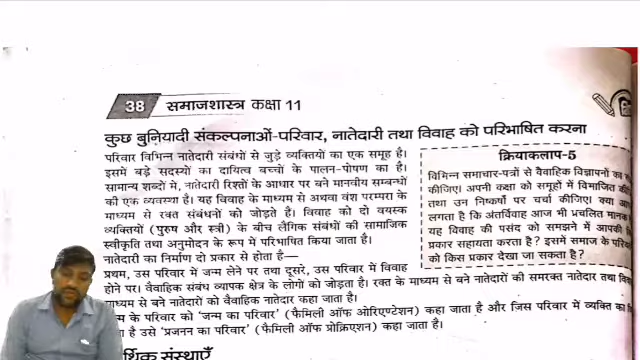 38 समाजशास्त्र कक्षा 11
कुछ बुनियादी संकल्पनाओं-परिवार, नातेदारी तथा विवाह को परिभाषित करना
परिवार विभिन्न नातेदारी संबंधों से जुड़े व्यक्तियों का एक समूह है।
इसमें बड़े सदस्यों का दायित्व बच्चों के पालन-पोषण का है।
सामान्य शब्दों में, नातेदारी रिश्तों के आधार पर बने मानवीय सम्बन्धों
की एक व्यवस्था है। यह विवाह के माध्यम से अथवा वंश परम्परा के
माध्यम से रक्त संबंधनों को जोड़ते हैं। विवाह को दो वयस्क
व्यक्तियों (पुरुष और स्त्री) के बीच लैंगिक संबंधों की सामाजिक
स्वीकृति तथा अनुमोदन के रूप में परिभाषित किया जाता है।
नातेदारी का निर्माण दो प्रकार से होता है—
प्रथम, उस परिवार में जन्म लेने पर तथा दूसरे, उस परिवार में विवाह
होने पर। वैवाहिक संबंध व्यापक क्षेत्र के लोगों को जोड़ता है। रक्त के माध्यम से बने नातेदारों को समरक्त नातेदार तथा
माध्यम से बने नातेदारों को वैवाहिक नातेदार कहा जाता है।
के परिवार को 'जन्म का परिवार' (फैमिली ऑफ ओरिएण्टेशन) कहा जाता है और जिस परिवार में व्यक्ति का
है उसे 'प्रजनन का परिवार' (फैमिली ऑफ प्रोक्रिएशन) कहा जाता है।
संस्थाएँ
क्रियाकलाप-5
विभिन्न समाचार-पत्रों से वैवाहिक विज्ञापनों का
कीजिए। अपनी कक्षा को समूहों में विभाजित
तथा उन निष्कर्षों पर चर्चा कीजिए। क्या
लगता है कि अंतर्विवाह आज भी प्रचलित मानक
यह विवाह की पसंद को समझने में आपकी
प्रकार सहायता करता है? इसमें समाज के
को किस प्रकार देखा जा सकता है?